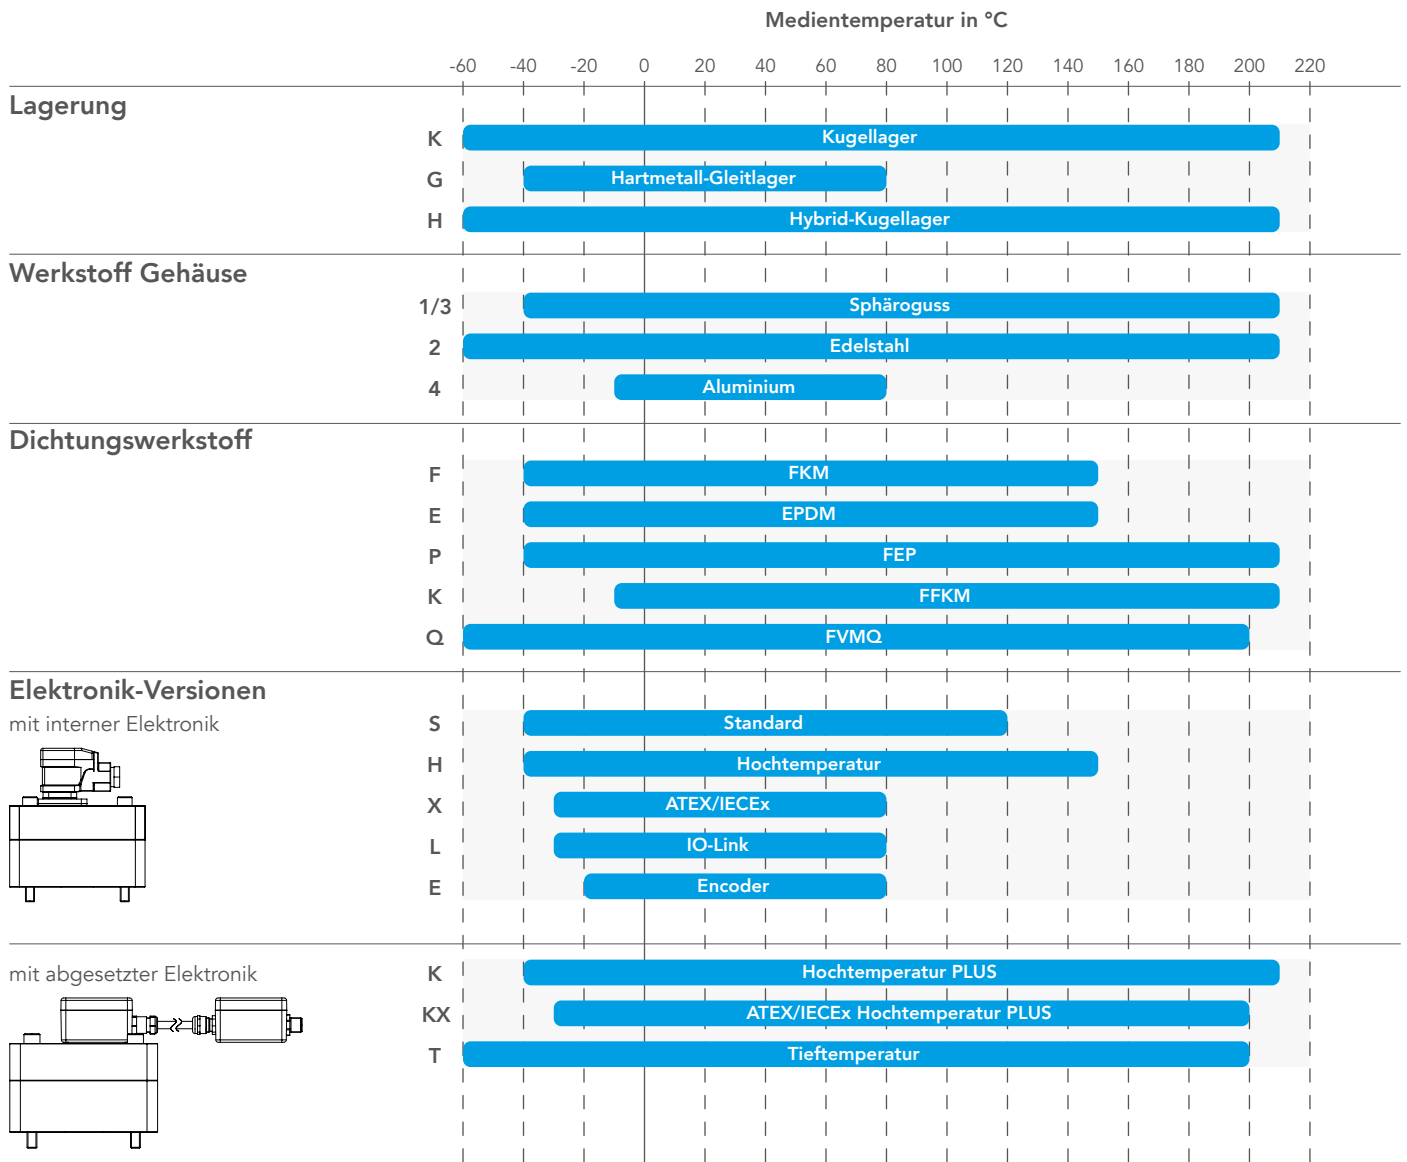 Medientemperatur in °C
-60 -40 -20 0 20 40 60 80 100 120 140 160 180 200 220
Lagerung
K Kugellager
G Hartmetall-Gleitlager
H Hybrid-Kugellager
Werkstoff Gehäuse
1/3 Sphäroguss
2 Edelstahl
4 Aluminium
Dichtungswerkstoff
F FKM
E EPDM
P FEP
K FFKM
Q FVMQ
Elektronik-Versionen
mit interner Elektronik
S Standard
H Hochtemperatur
X ATEX/IECEx
L IO-Link
E Encoder
mit abgesetzter Elektronik
K Hochtemperatur PLUS
KX ATEX/IECEx Hochtemperatur PLUS
T Tieftemperatur